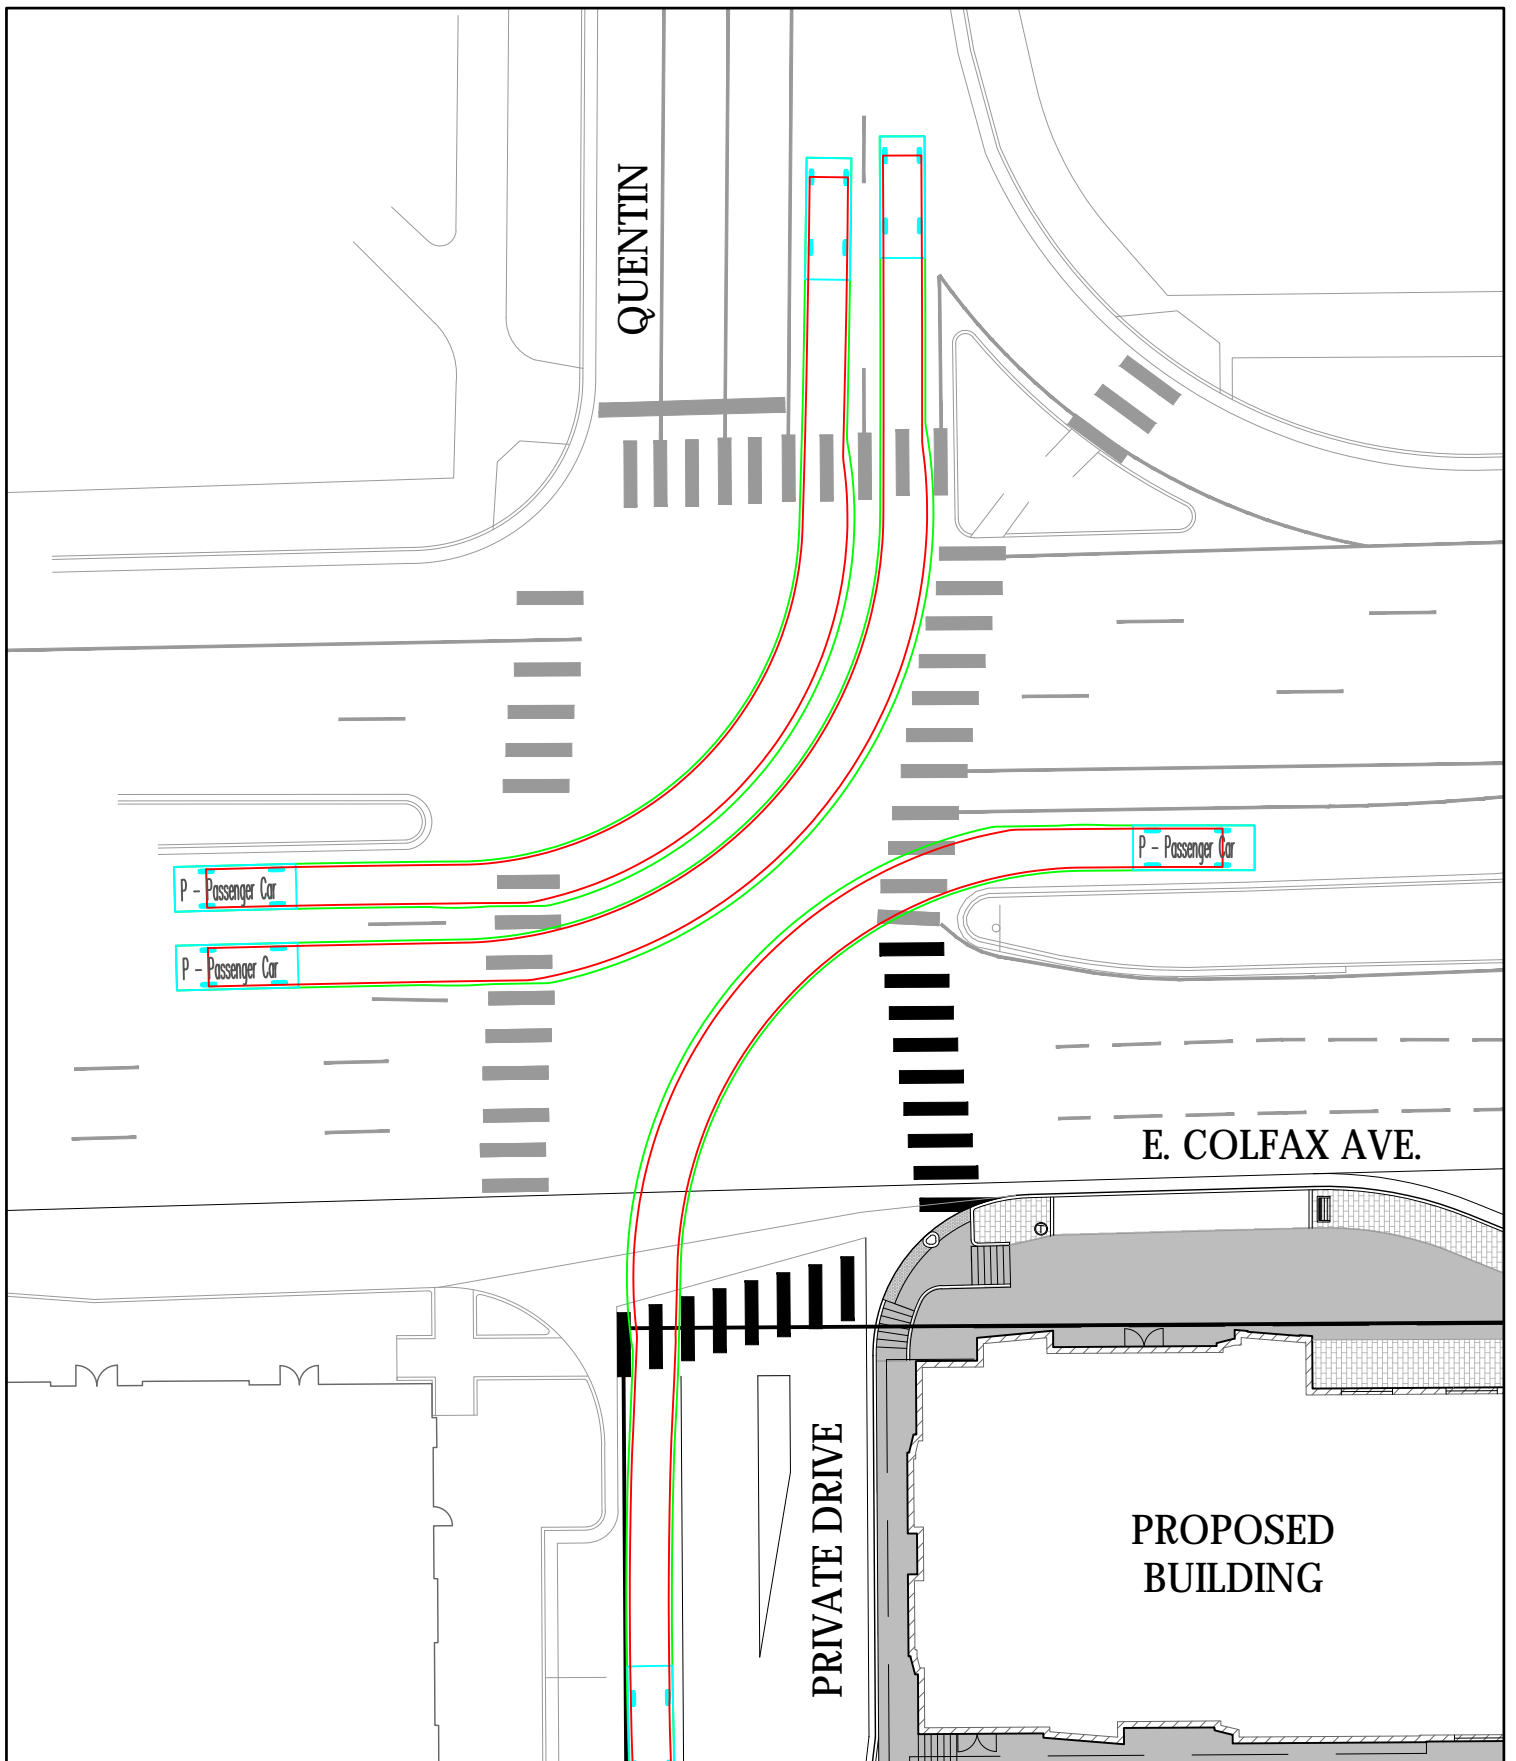 QUENTIN
P - Passenger Car
P - Passenger Car
P - Passenger Car
E. COLFAX AVE.
T
PRIVATE DRIVE
PROPOSED
BUILDING